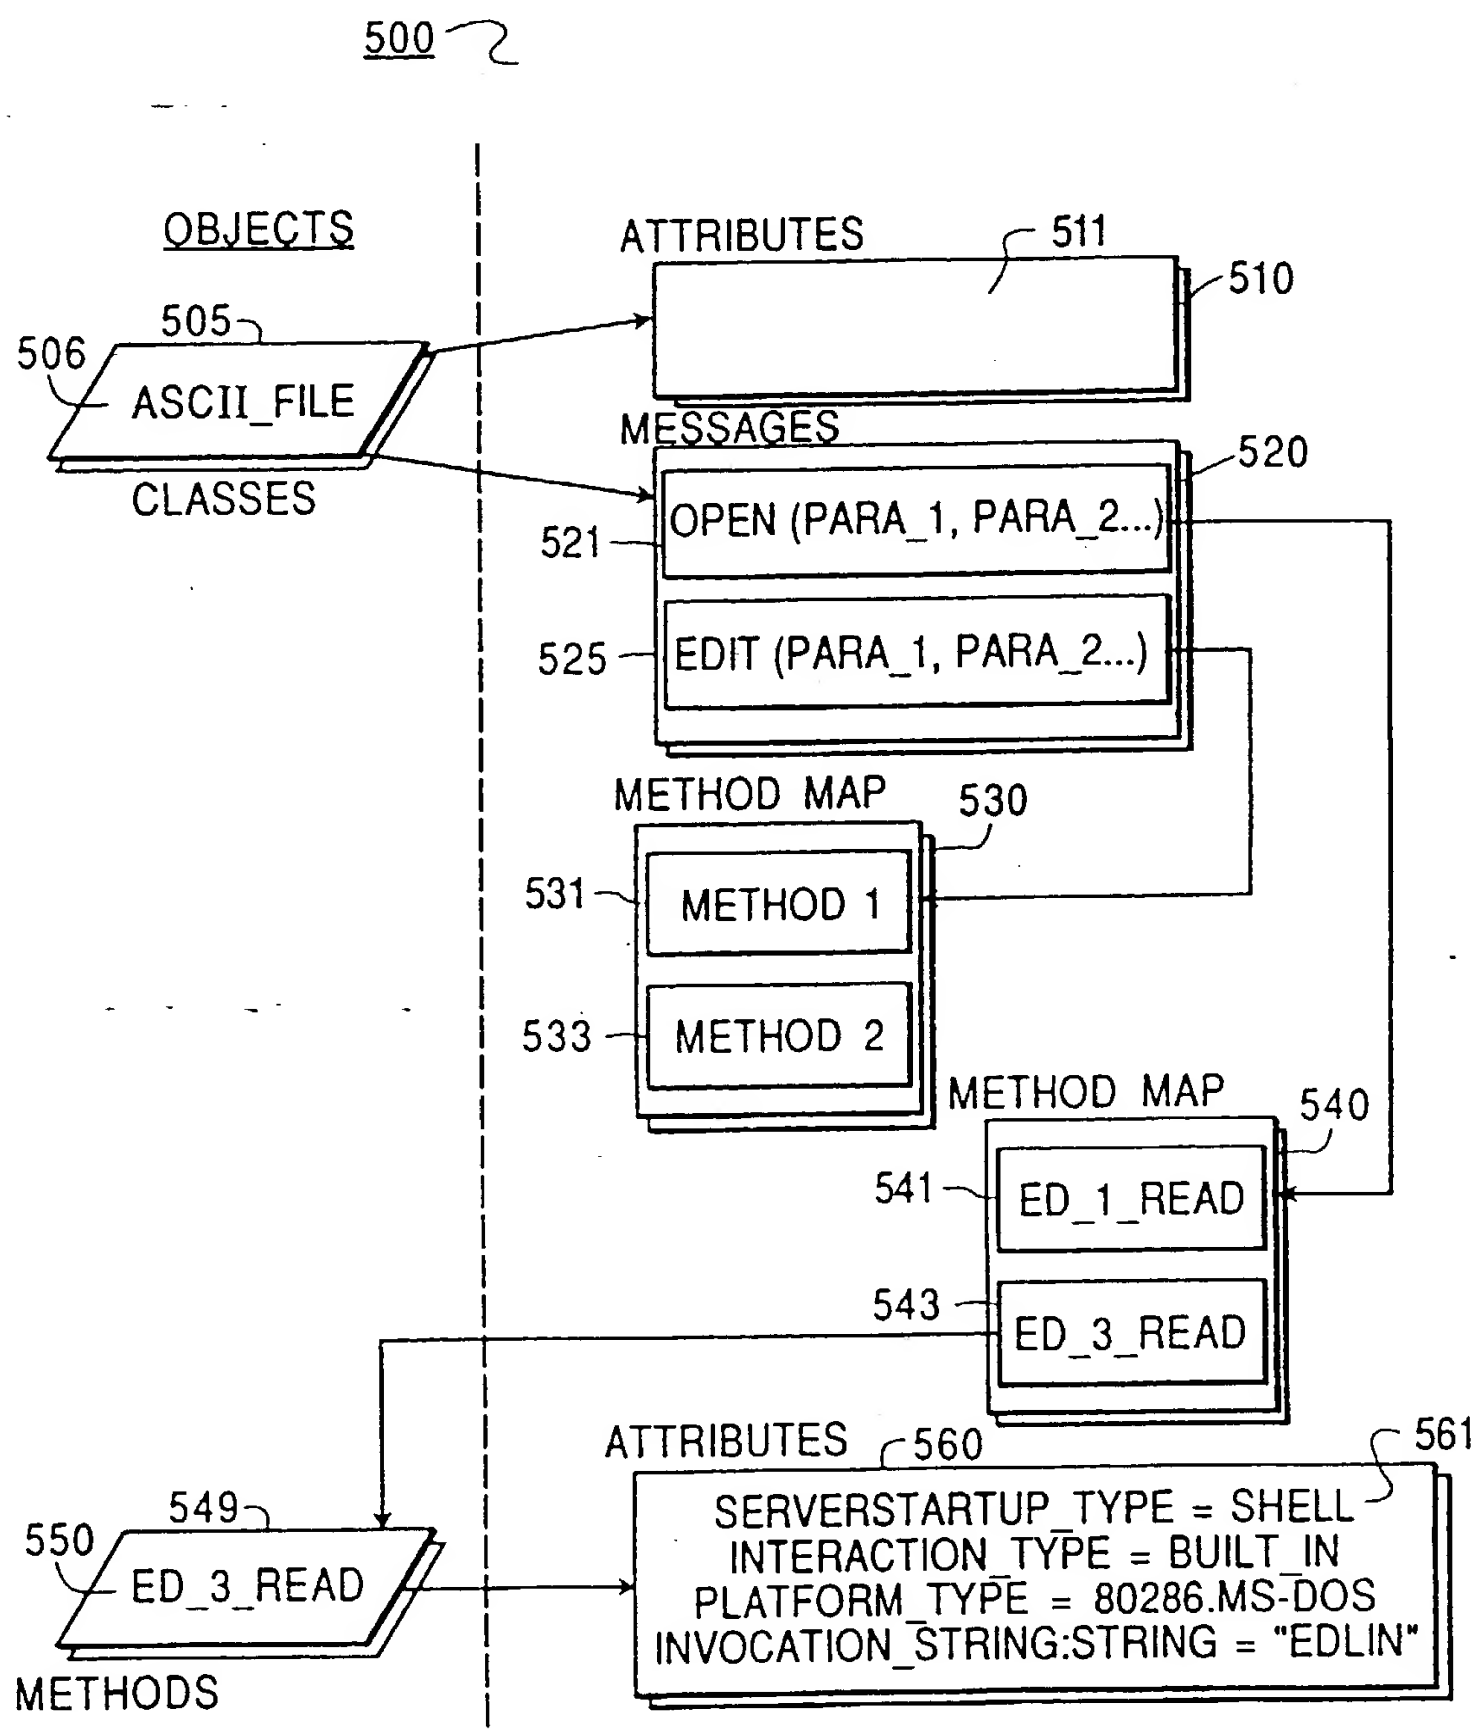 500
OBJECTS
ATTRIBUTES
511
510
505
506
ASCII_FILE
CLASSES
MESSAGES
520
OPEN (PARA_1, PARA_2...)
521
EDIT (PARA_1, PARA_2...)
525
METHOD MAP
530
531
METHOD 1
533
METHOD 2
METHOD MAP
540
541
ED_1_READ
543
ED_3_READ
ATTRIBUTES
560
561
SERVERSTARTUP_TYPE = SHELL
INTERACTION_TYPE = BUILT_IN
PLATFORM_TYPE = 80286.MS-DOS
INVOCATION_STRING:STRING = "EDLIN"
549
550
ED_3_READ
METHODS